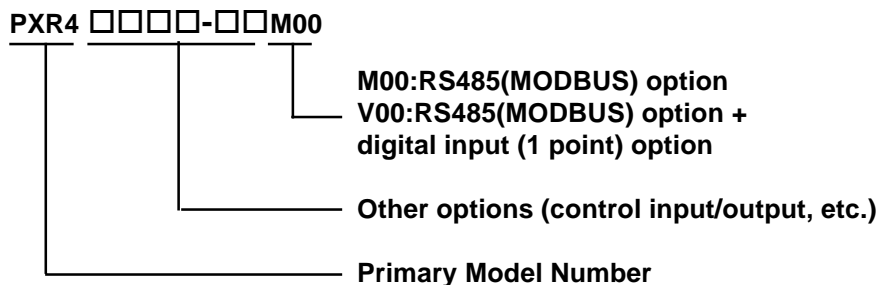 PXR4 □□□□-□□M00
M00:RS485(MODBUS) option
V00:RS485(MODBUS) option +
digital input (1 point) option
Other options (control input/output, etc.)
Primary Model Number